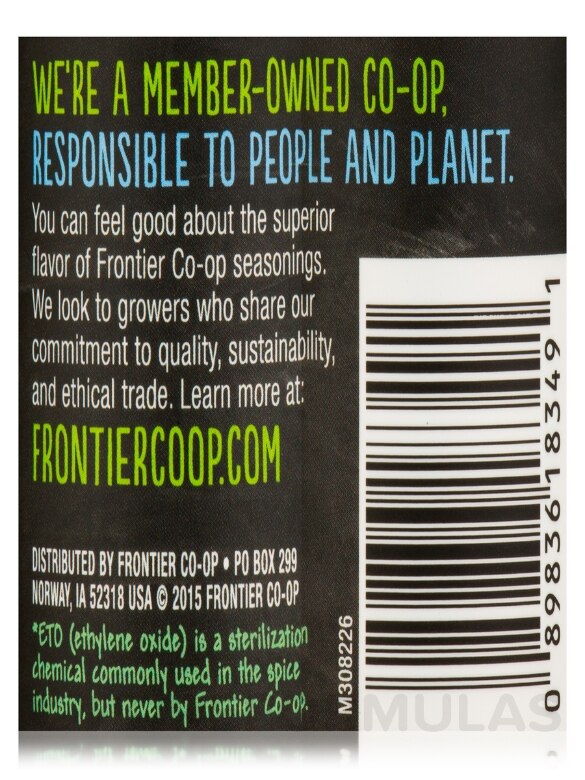 WE'RE A MEMBER-OWNED CO-OP,
RESPONSIBLE TO PEOPLE AND PLANET.
You can feel good about the superior
flavor of Frontier Co-op seasonings.
We look to growers who share our
commitment to quality, sustainability,
and ethical trade. Learn more at:
FRONTIERCOOP.COM
DISTRIBUTED BY FRONTIER CO-OP • PO BOX 299
NORWAY, IA 52318 USA © 2015 FRONTIER CO-OP
*ETO (ethylene oxide) is a sterilization
chemical commonly used in the spice
industry, but never by Frontier Co-op.
M308226
0 89836 18349 1
MULAS